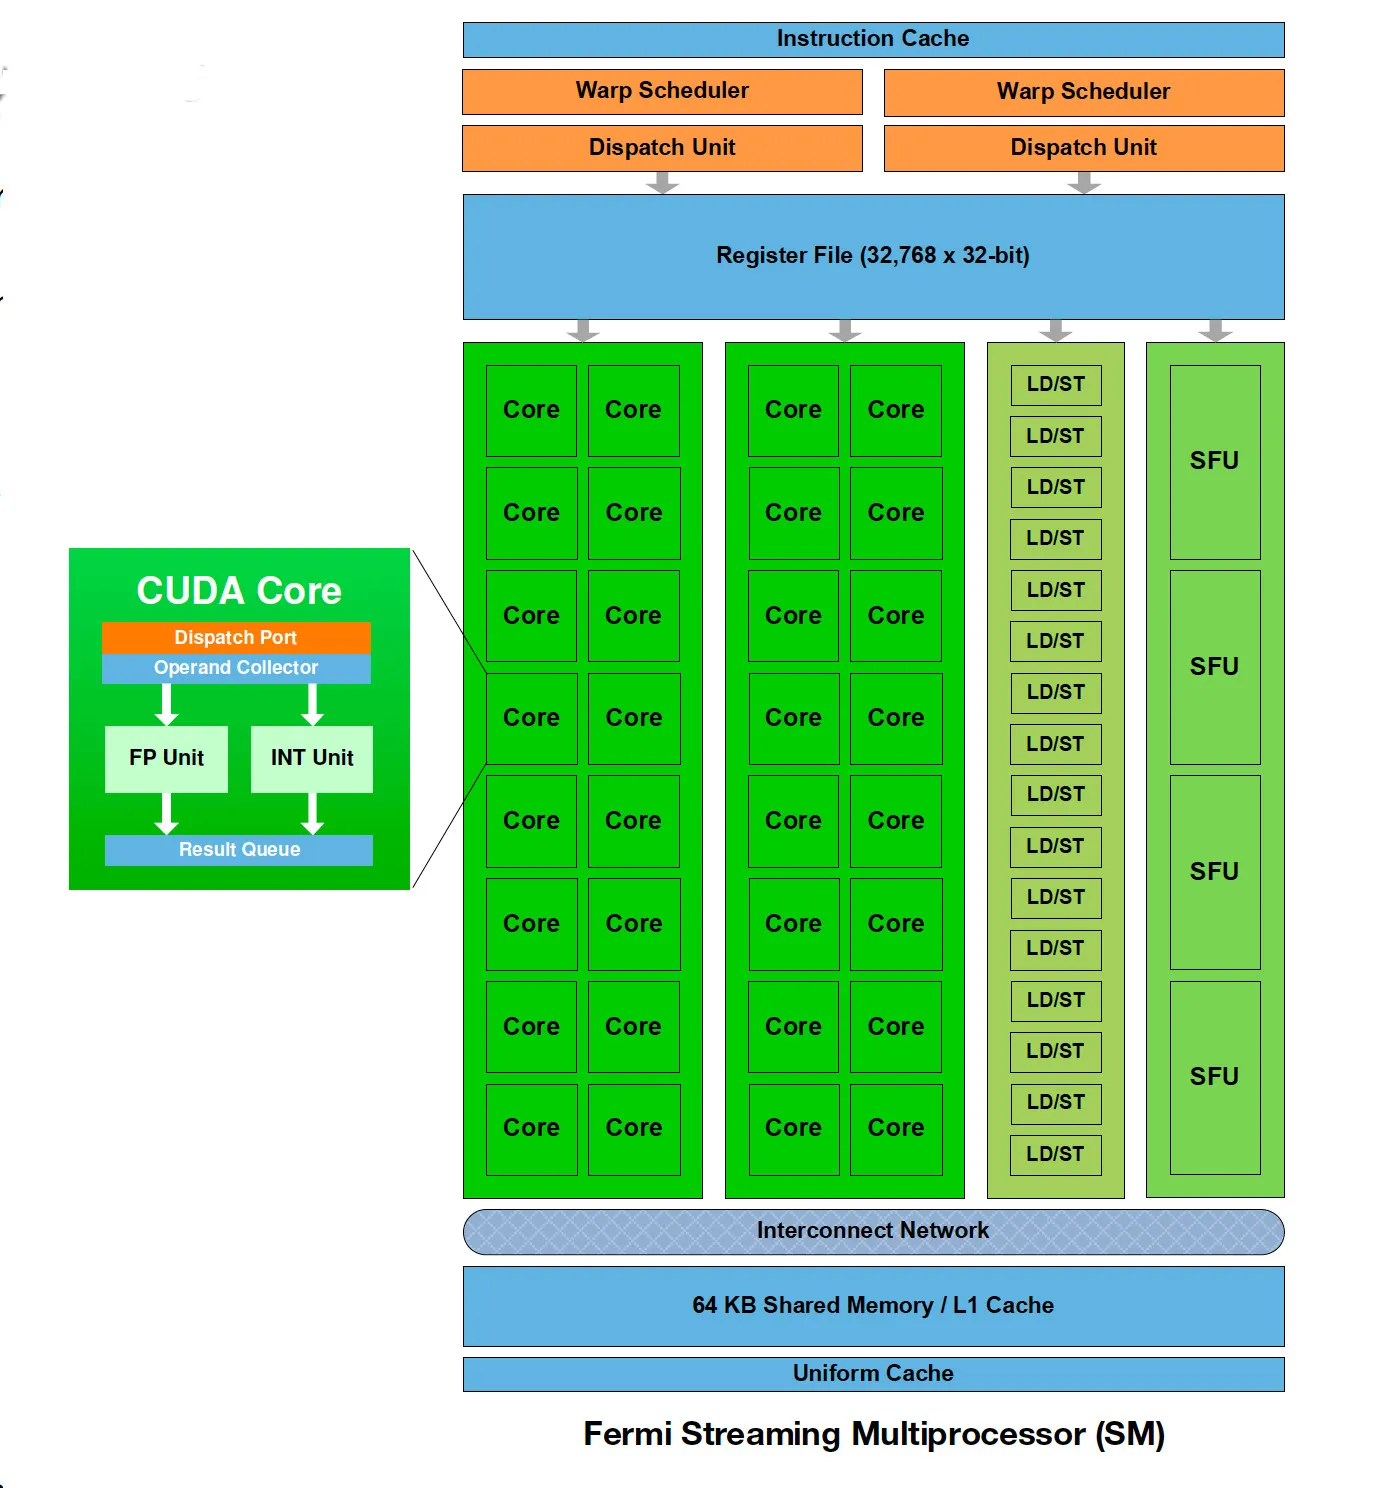 Instruction Cache
Warp Scheduler Warp Scheduler
Dispatch Unit Dispatch Unit
Register File (32,768 x 32-bit)
Core Core Core Core LD/ST SFU
LD/ST
Core Core Core Core LD/ST
LD/ST
Core Core Core Core LD/ST SFU
LD/ST
Core Core Core Core LD/ST
LD/ST
Core Core Core Core LD/ST SFU
LD/ST
Core Core Core Core LD/ST
LD/ST
Core Core Core Core LD/ST SFU
LD/ST
Core Core Core Core LD/ST
LD/ST
CUDA Core
Dispatch Port
Operand Collector
FP Unit INT Unit
Result Queue
Interconnect Network
64 KB Shared Memory / L1 Cache
Uniform Cache
Fermi Streaming Multiprocessor (SM)